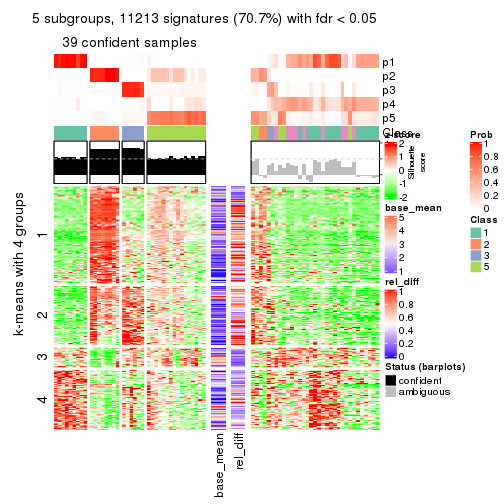 5 subgroups, 11213 signatures (70.7%) with fdr < 0.05
39 confident samples
p1
p2
p3
p4
p5
Class
k-means with 4 groups
1
2
3
4
base_mean
rel_diff
z-score
2
1
0
-1
-2
Silhouette
score
base_mean
5
4
3
2
1
rel_diff
1
0.8
0.6
0.4
0.2
0
Status (barplots)
confident
ambiguous
Prob
1
0.8
0.6
0.4
0.2
0
Class
1
2
3
5